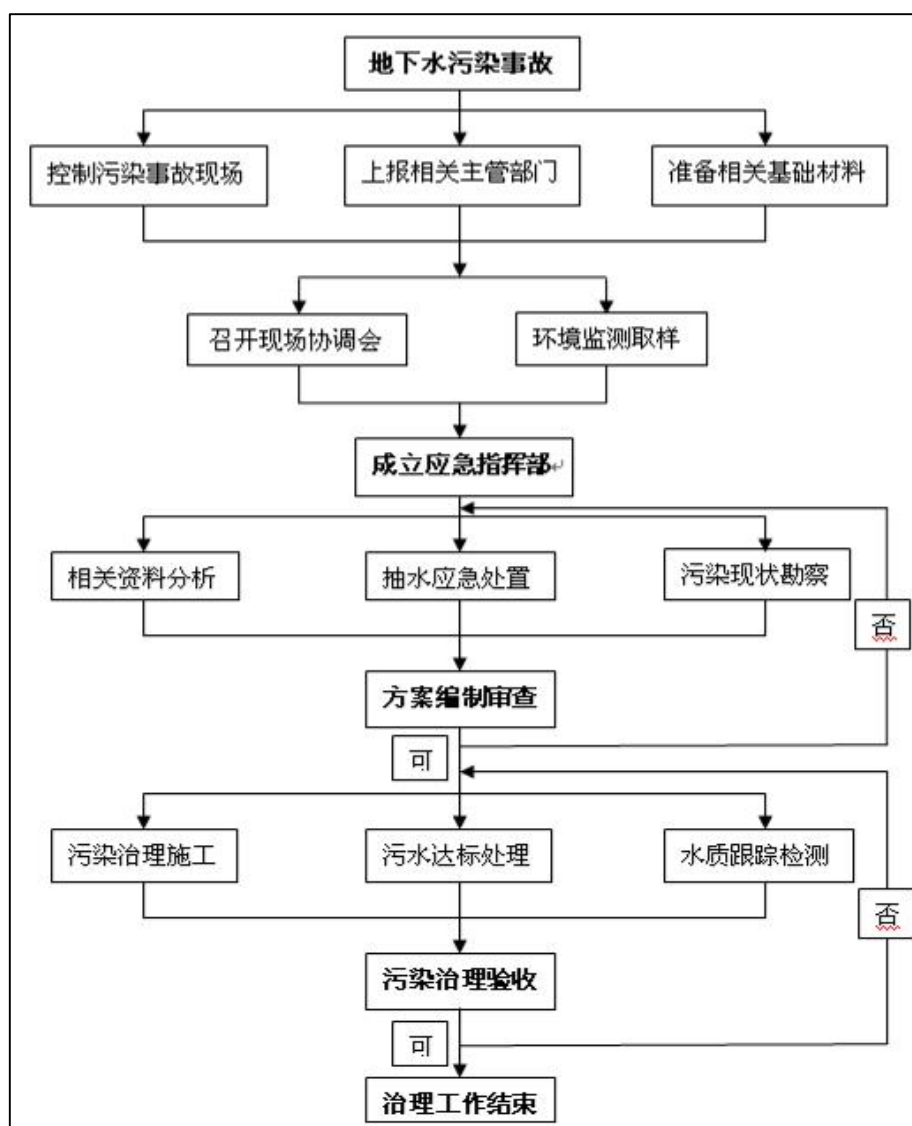 地下水污染事故
控制污染事故现场
上报相关主管部门
准备相关基础材料
召开现场协调会
环境监测取样
成立应急指挥部
相关资料分析
抽水应急处置
污染现状勘察
否
方案编制审查
可
污染治理施工
污水达标处理
水质跟踪检测
否
污染治理验收
可
治理工作结束